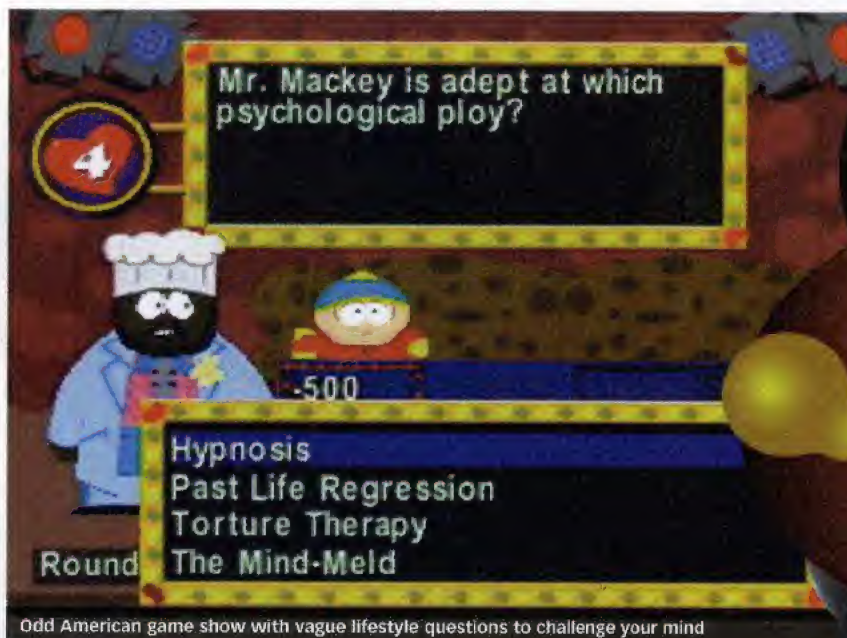 Mr. Mackey is adept at which
psychological ploy?
4
-500
Hypnosis
Past Life Regression
Torture Therapy
The Mind-Meld
Round
Odd American game show with vague lifestyle questions to challenge your mind